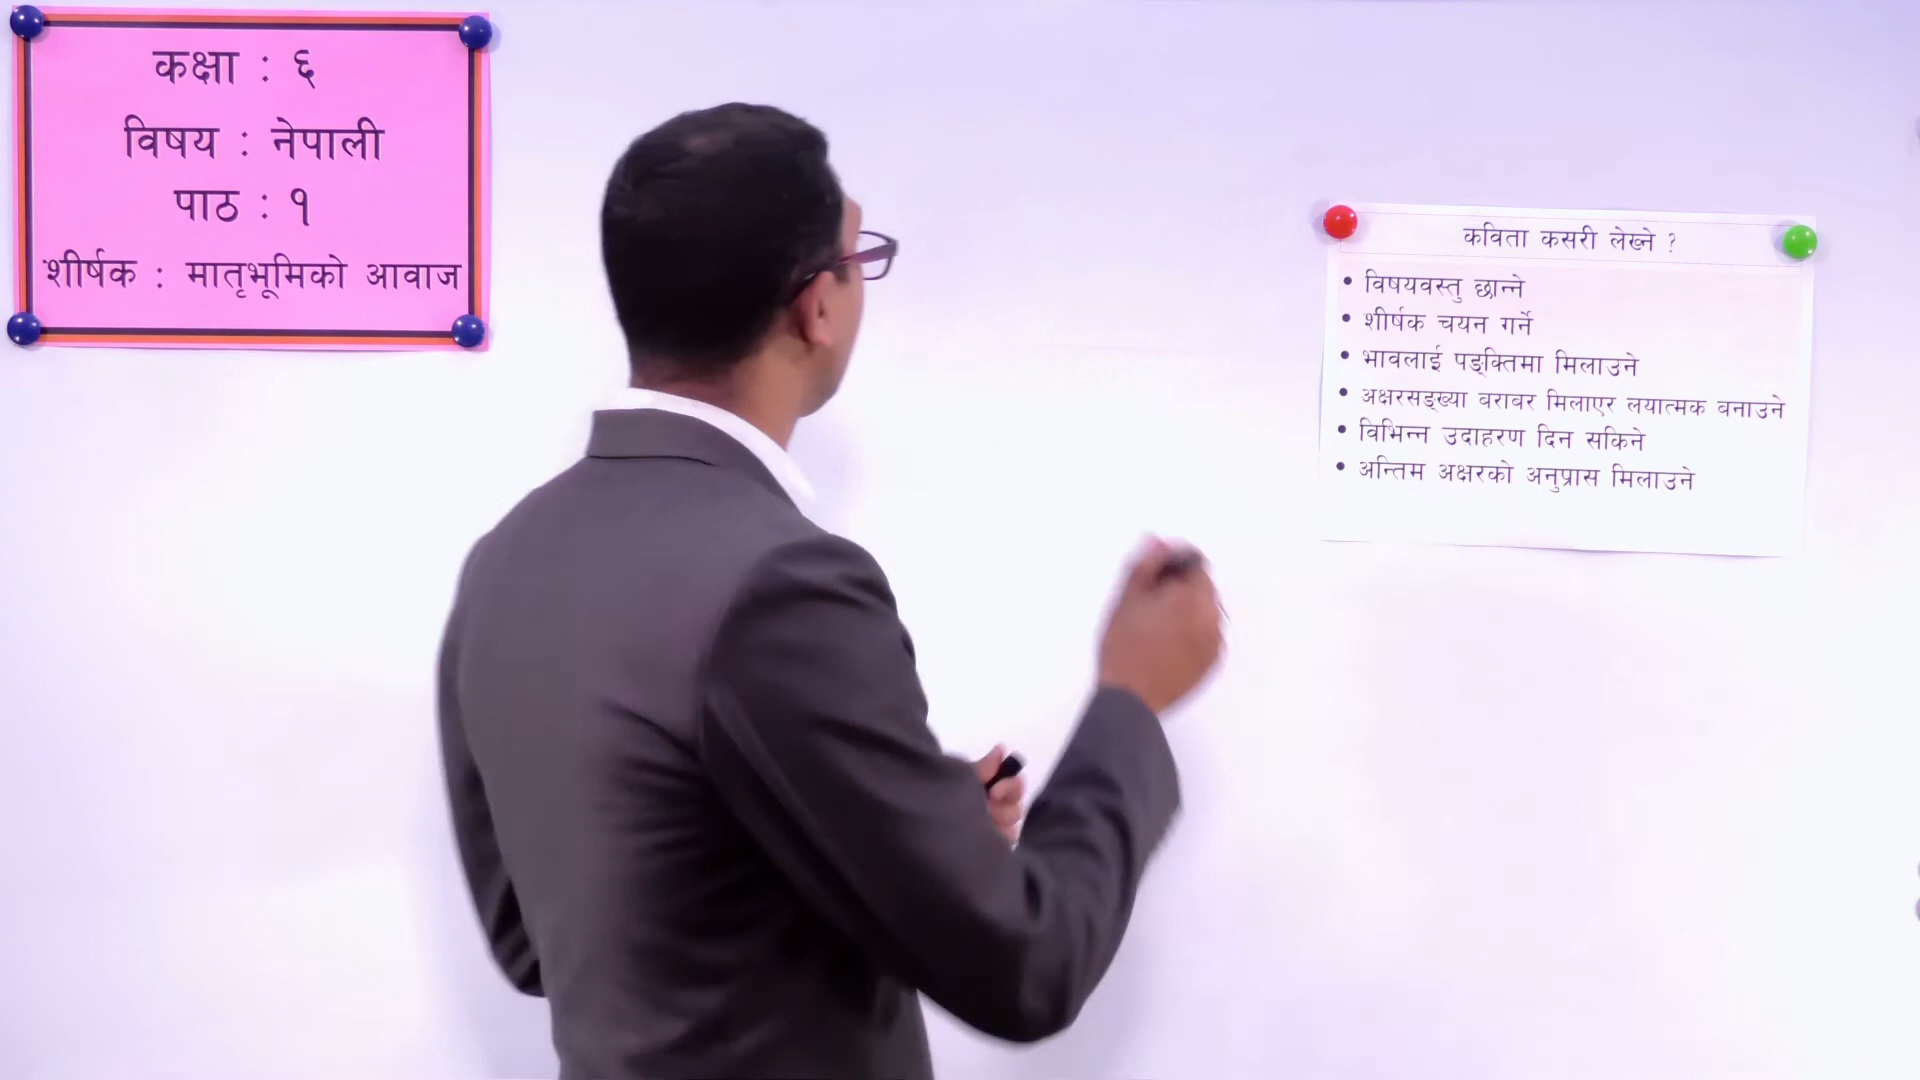 कक्षा : ६
विषय : नेपाली
पाठ : १
शीर्षक : मातृभूमिको आवाज
कविता कसरी लेख्ने ?
• विषयवस्तु छान्ने
• शीर्षक चयन गर्ने
• भावलाई पङ्क्तिमा मिलाउने
• अक्षरसङ्ख्या बराबर मिलाएर लयात्मक बनाउने
• विभिन्न उदाहरण दिन सकिने
• अन्तिम अक्षरको अनुप्रास मिलाउने